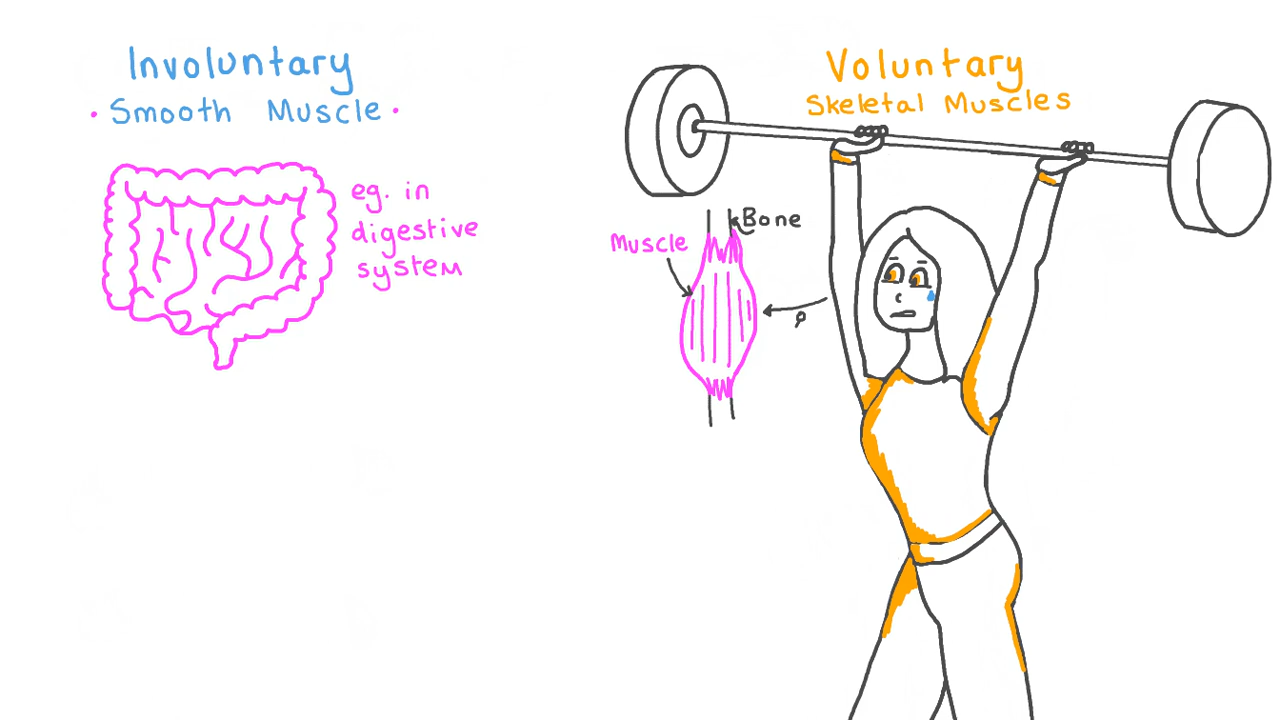 Involuntary
• Smooth Muscle •
eg. in
digestive
system
Voluntary
Skeletal Muscles
Bone
Muscle